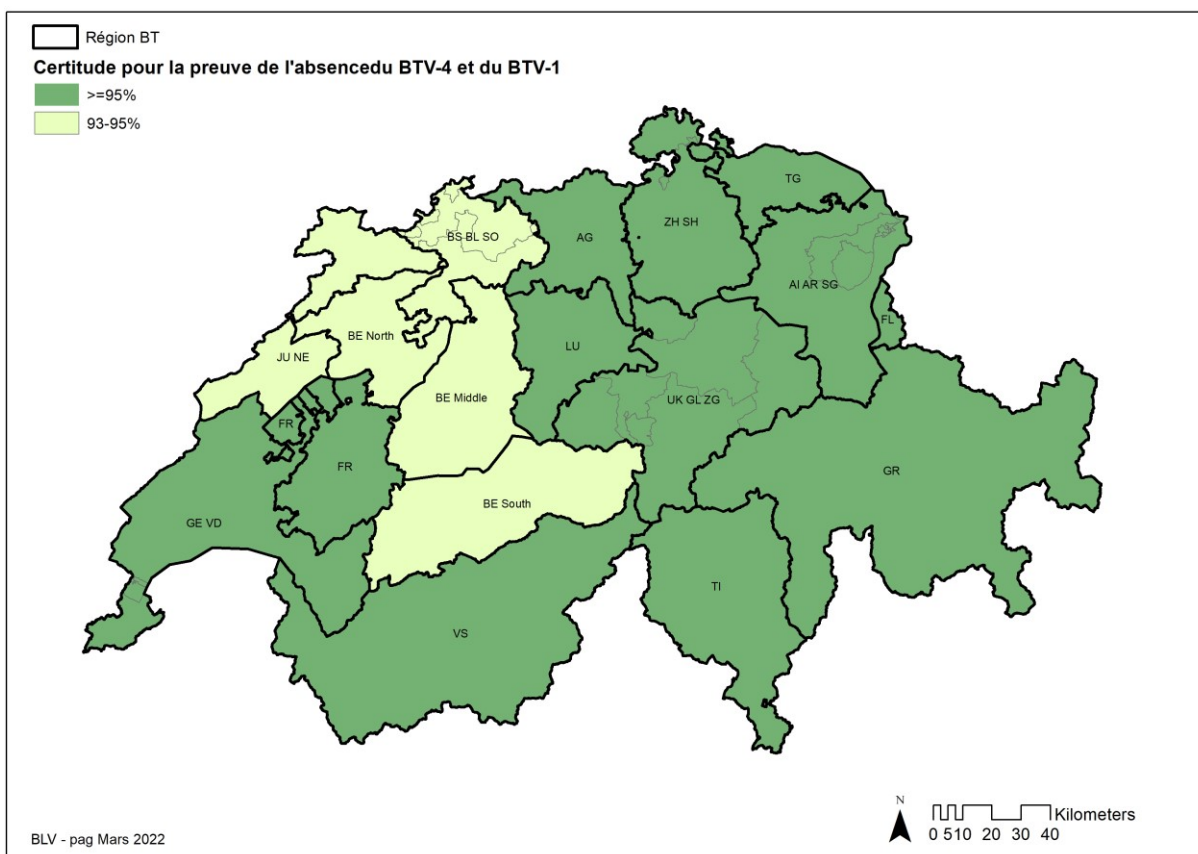 Région BT
Certitude pour la preuve de l'absencedu BTV-4 et du BTV-1
>=95%
93-95%
TG
ZH SH
BS BL SO
AG
AI AR SG
FL
BE North
LU
JU NE
BE Middle
UK GL ZG
FR
FR
GR
BE South
GE VD
TI
VS
N
Kilometers
0 510 20 30 40
BLV - pag Mars 2022